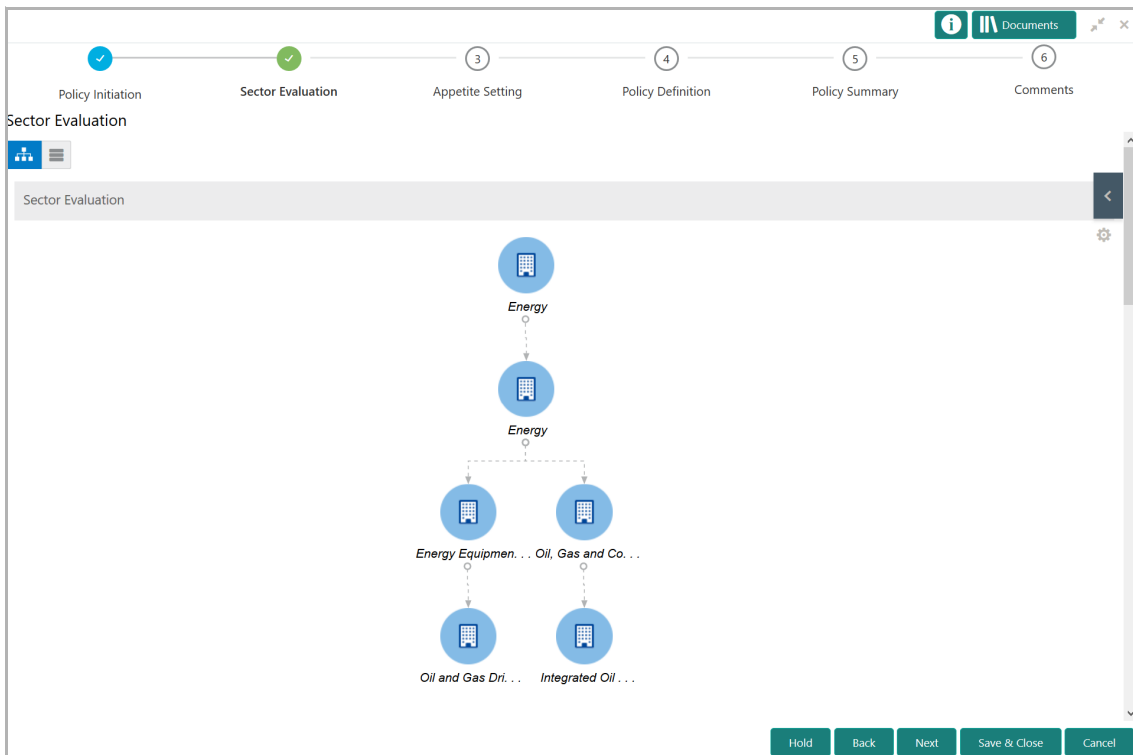 Documents
3 4 5 6
Policy Initiation Sector Evaluation Appetite Setting Policy Definition Policy Summary Comments
Sector Evaluation
Sector Evaluation
Energy
Energy
Energy Equipmen. . . Oil, Gas and Co. . .
Oil and Gas Dri. . . Integrated Oil . . .
Hold Back Next Save & Close Cancel